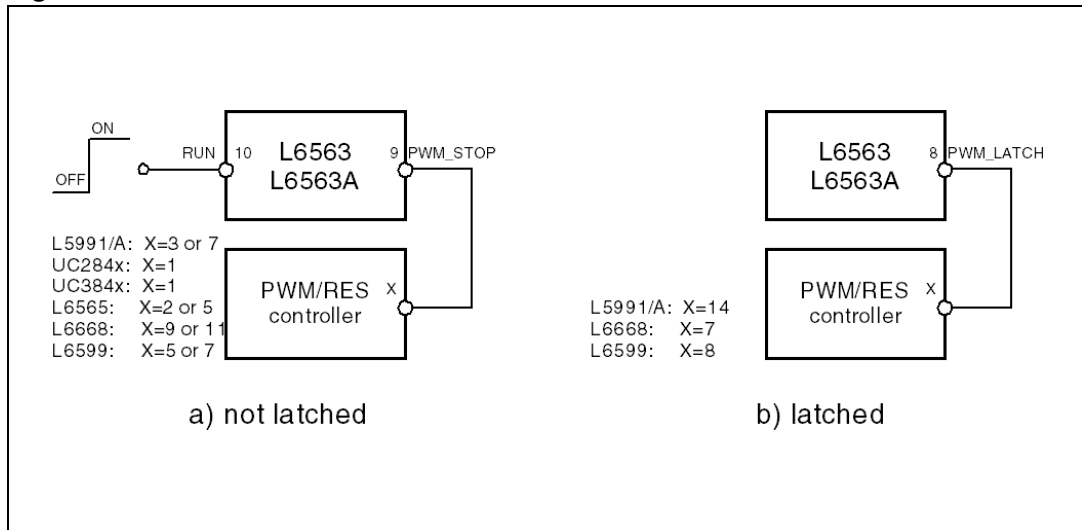 ON
OFF
RUN 10
L6563
L6563A
9 PWM_STOP
L5991/A: X=3 or 7
UC284x: X=1
UC384x: X=1
L6565: X=2 or 5
L6668: X=9 or 11
L6599: X=5 or 7
PWM/RES X
controller
a) not latched
L6563
L6563A
8 PWM_LATCH
L5991/A: X=14
L6668: X=7
L6599: X=8
PWM/RES X
controller
b) latched